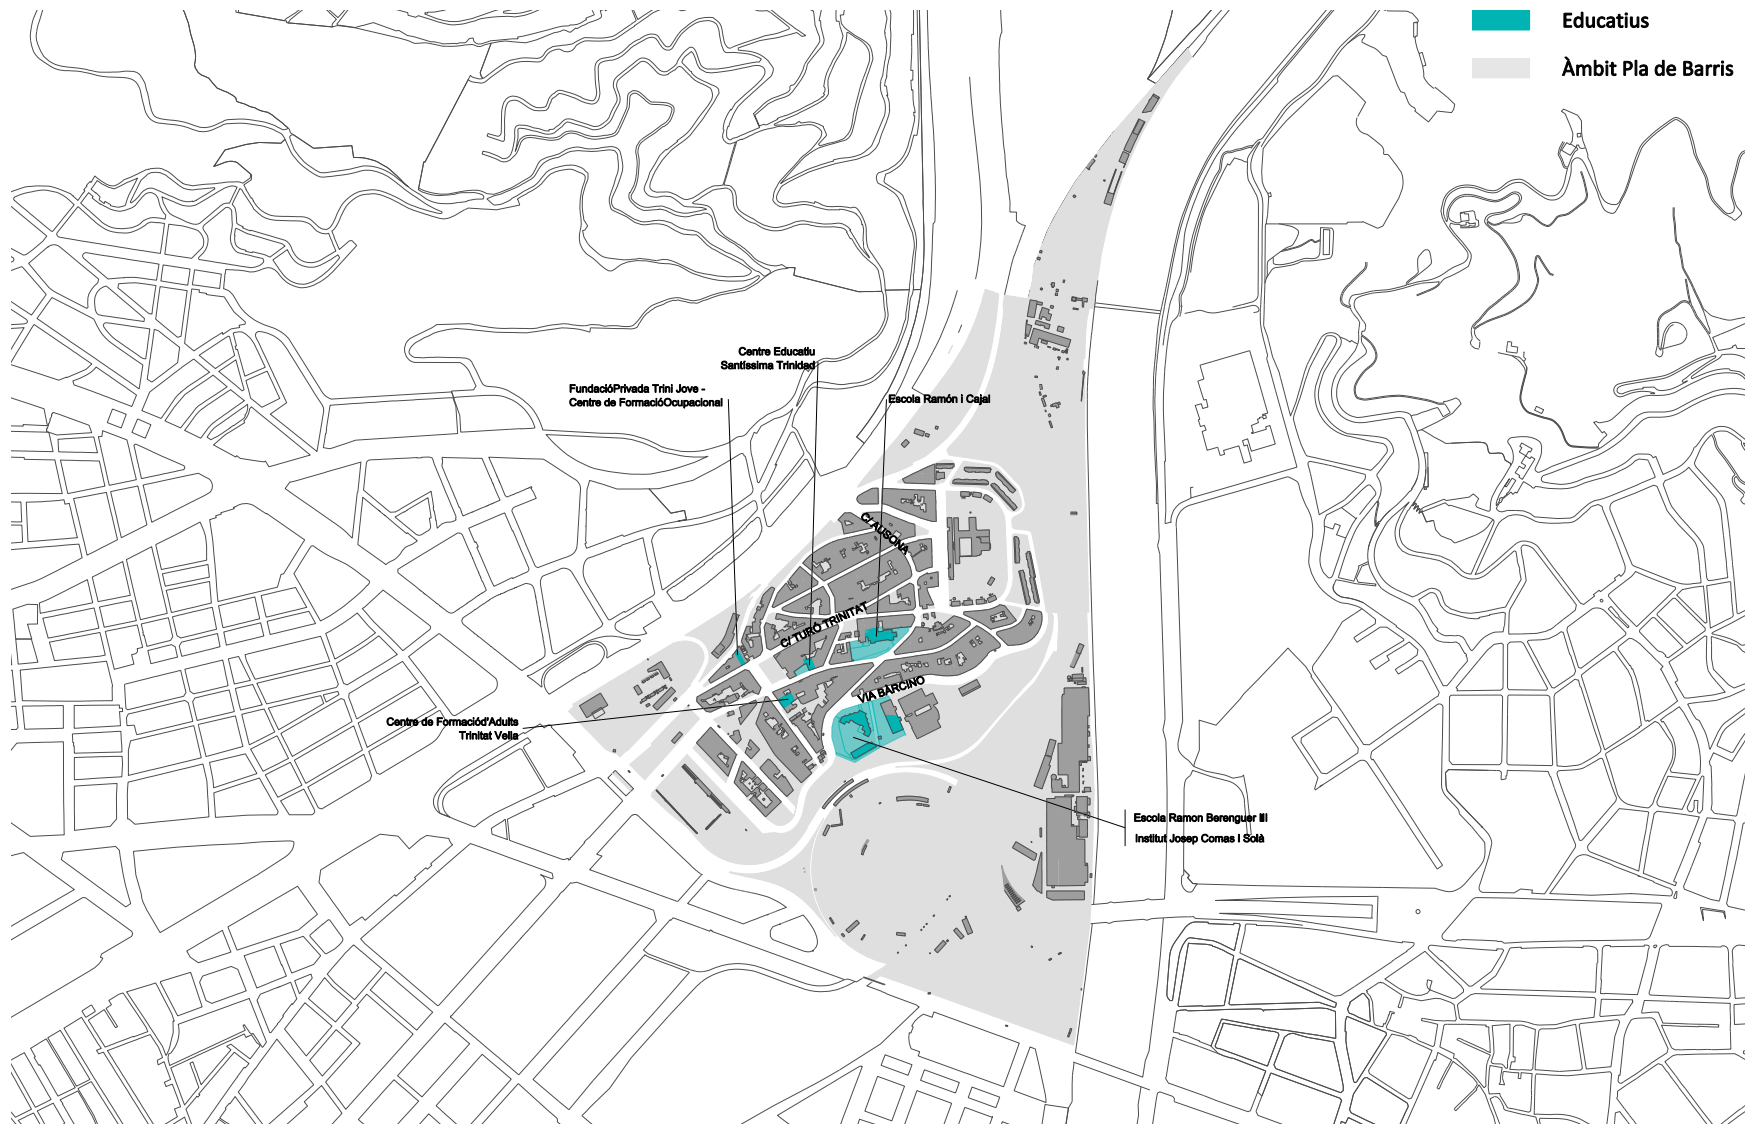 Educatius
Àmbit Pla de Barris
Centre Educatiu
Santíssima Trinidad
FundacióPrivada Trini Jove -
Centre de FormacióOcupacional
Escola Ramón i Cajal
C/ AUSONA
C/ TURÓ TRINITAT
VIA BÀRCINO
Centre de Formaciód'Adults
Trinitat Vella
Escola Ramon Berenguer III
Institut Josep Comas i Solà